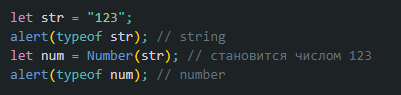 let str = "123";
alert(typeof str); // string
let num = Number(str); // становится числом 123
alert(typeof num); // number